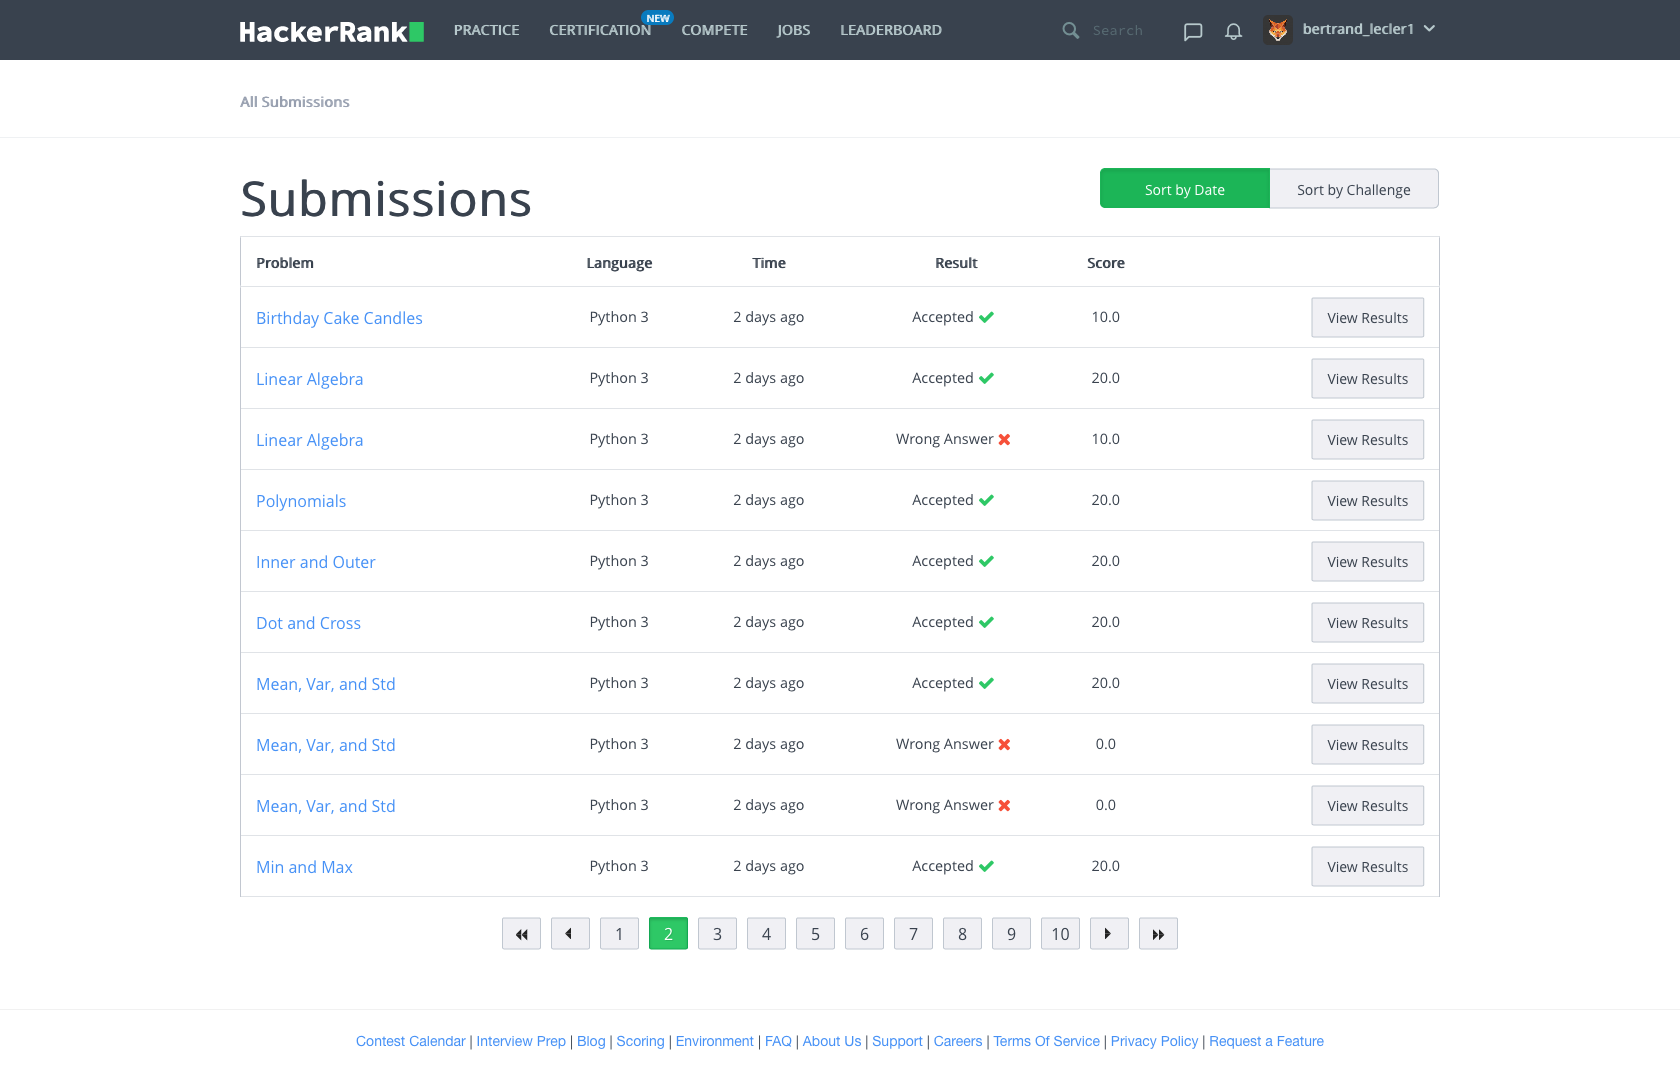 HackerRank PRACTICE CERTIFICATION NEW COMPETE JOBS LEADERBOARD Search bertrand_lecler1
All Submissions
Submissions
Sort by Date Sort by Challenge
Problem Language Time Result Score
Birthday Cake Candles Python 3 2 days ago Accepted 10.0 View Results
Linear Algebra Python 3 2 days ago Accepted 20.0 View Results
Linear Algebra Python 3 2 days ago Wrong Answer 10.0 View Results
Polynomials Python 3 2 days ago Accepted 20.0 View Results
Inner and Outer Python 3 2 days ago Accepted 20.0 View Results
Dot and Cross Python 3 2 days ago Accepted 20.0 View Results
Mean, Var, and Std Python 3 2 days ago Accepted 20.0 View Results
Mean, Var, and Std Python 3 2 days ago Wrong Answer 0.0 View Results
Mean, Var, and Std Python 3 2 days ago Wrong Answer 0.0 View Results
Min and Max Python 3 2 days ago Accepted 20.0 View Results
1 2 3 4 5 6 7 8 9 10
Contest Calendar | Interview Prep | Blog | Scoring | Environment | FAQ | About Us | Support | Careers | Terms Of Service | Privacy Policy | Request a Feature